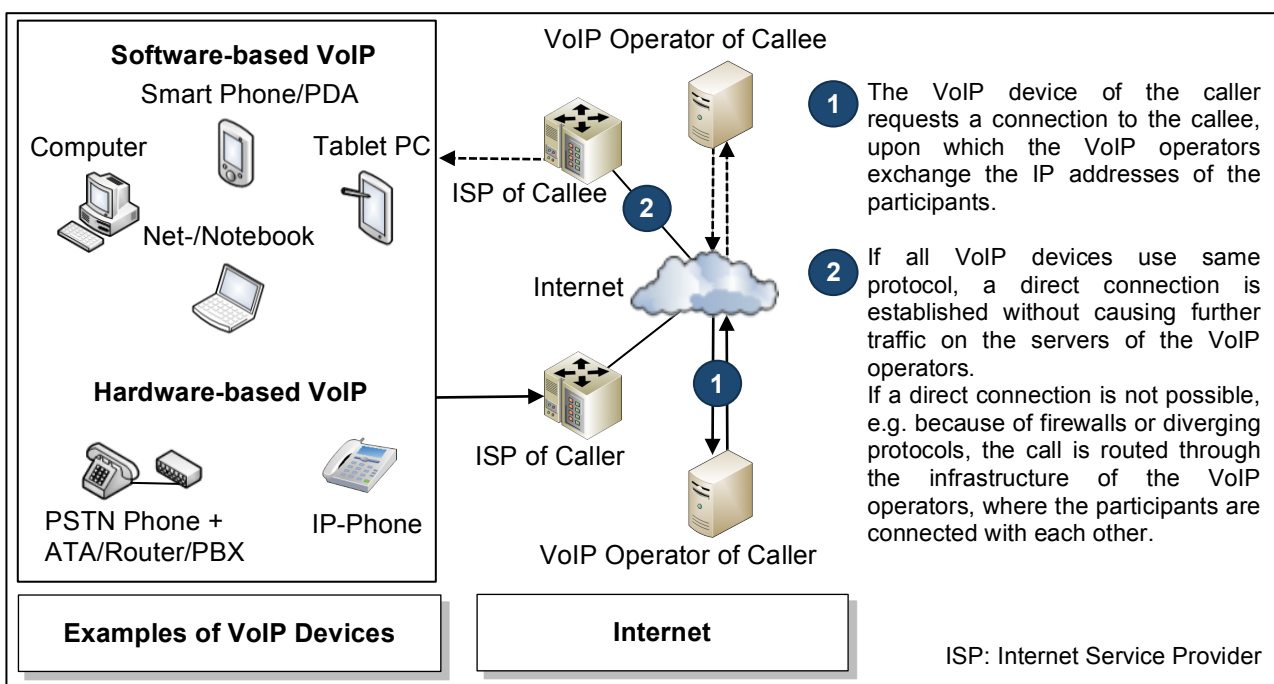 Software-based VoIP
Smart Phone/PDA
Computer
Tablet PC
Net-/Notebook
Hardware-based VoIP
PSTN Phone +
ATA/Router/PBX
IP-Phone
Examples of VoIP Devices
VoIP Operator of Callee
ISP of Callee
2
Internet
1
ISP of Caller
VoIP Operator of Caller
Internet
1
The VoIP device of the caller
requests a connection to the callee,
upon which the VoIP operators
exchange the IP addresses of the
participants.
2
If all VoIP devices use same
protocol, a direct connection is
established without causing further
traffic on the servers of the VoIP
operators.
If a direct connection is not possible,
e.g. because of firewalls or diverging
protocols, the call is routed through
the infrastructure of the VoIP
operators, where the participants are
connected with each other.
ISP: Internet Service Provider